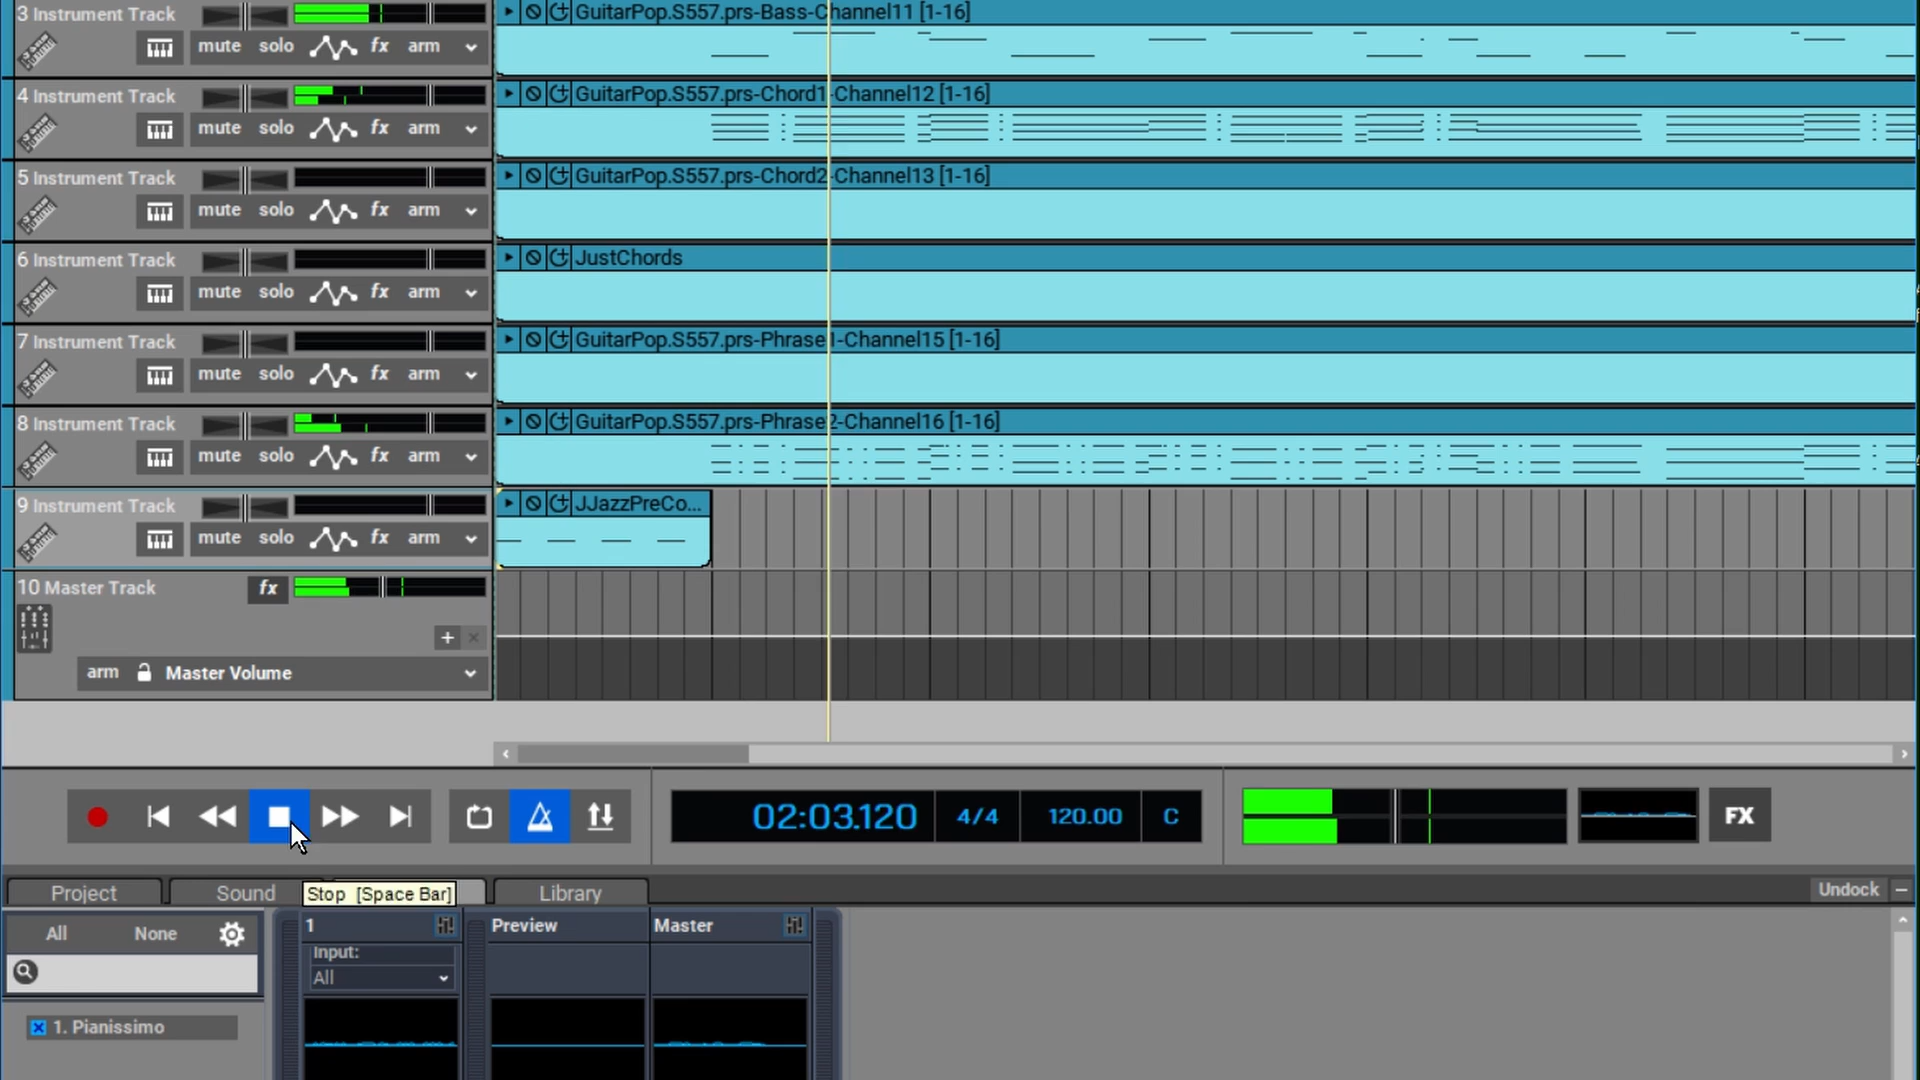 3 Instrument Track
GuitarPop.S557.prs-Bass-Channel11 [1-16]
mute solo fx arm
4 Instrument Track
GuitarPop.S557.prs-Chord1-Channel12 [1-16]
mute solo fx arm
5 Instrument Track
GuitarPop.S557.prs-Chord2-Channel13 [1-16]
mute solo fx arm
6 Instrument Track
JustChords
mute solo fx arm
7 Instrument Track
GuitarPop.S557.prs-Phrase1-Channel15 [1-16]
mute solo fx arm
8 Instrument Track
GuitarPop.S557.prs-Phrase2-Channel16 [1-16]
mute solo fx arm
9 Instrument Track
JJazzPreCo...
mute solo fx arm
10 Master Track fx
arm Master Volume
02:03.120 4/4 120.00 C
FX
Project Sound Library Undock
Stop [Space Bar]
All None
1 Preview Master
Input:
All
1. Pianissimo